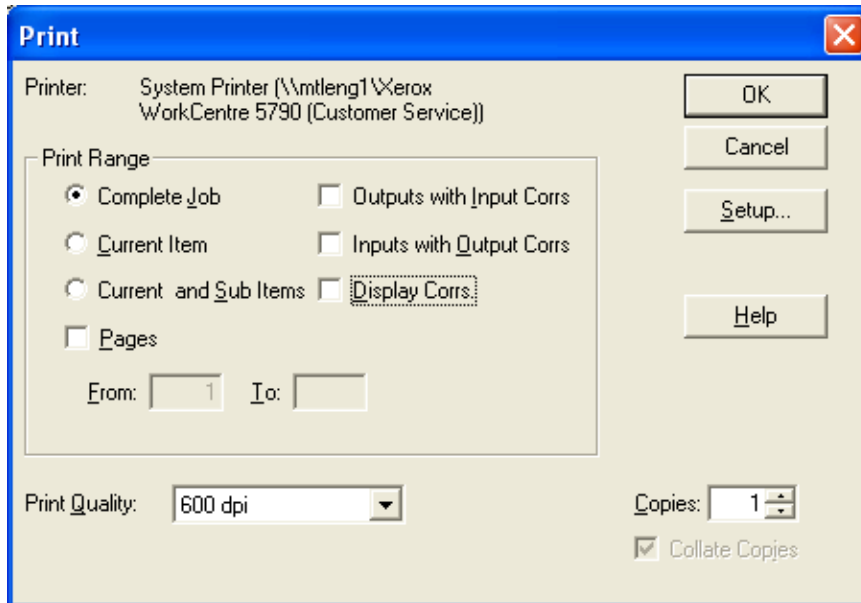 Print
Printer: System Printer (\\mtleng1\Xerox
WorkCentre 5790 (Customer Service))
OK
Cancel
Setup...
Help
Print Range
Complete Job
Outputs with Input Corrs
Current Item
Inputs with Output Corrs
Current and Sub Items
Display Corrs.
Pages
From: 1 To:
Print Quality: 600 dpi
Copies: 1
Collate Copies